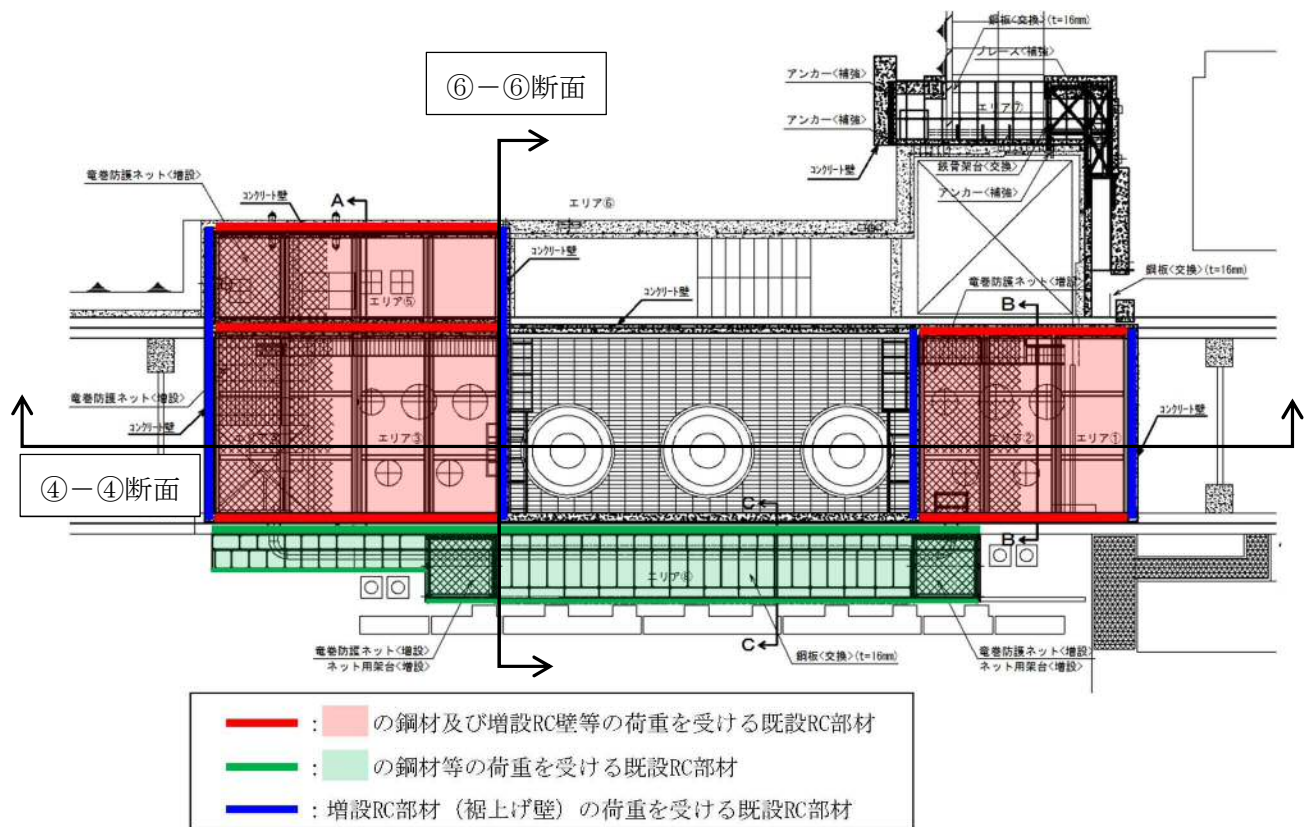 鋼板<交換>(t=16mm)
ブレース<補強>
⑥－⑥断面
アンカー<補強>
エリア⑦
アンカー<補強>
コンクリート壁
鉄骨架台<交換>
アンカー<補強>
竜巻防護ネット<増設>
コンクリート壁
A
エリア⑥
コンクリート壁
鋼板<交換>(t=16mm)
竜巻防護ネット<増設>
コンクリート壁
B
エリア⑤
竜巻防護ネット<増設>
コンクリート壁
コンクリート壁
エリア③
エリア②
エリア①
④－④断面
C
B
エリア⑧
C
竜巻防護ネット<増設>
ネット用架台<増設>
鋼板<交換>(t=16mm)
竜巻防護ネット<増設>
ネット用架台<増設>
：の鋼材及び増設RC壁等の荷重を受ける既設RC部材
：の鋼材等の荷重を受ける既設RC部材
：増設RC部材（裾上げ壁）の荷重を受ける既設RC部材